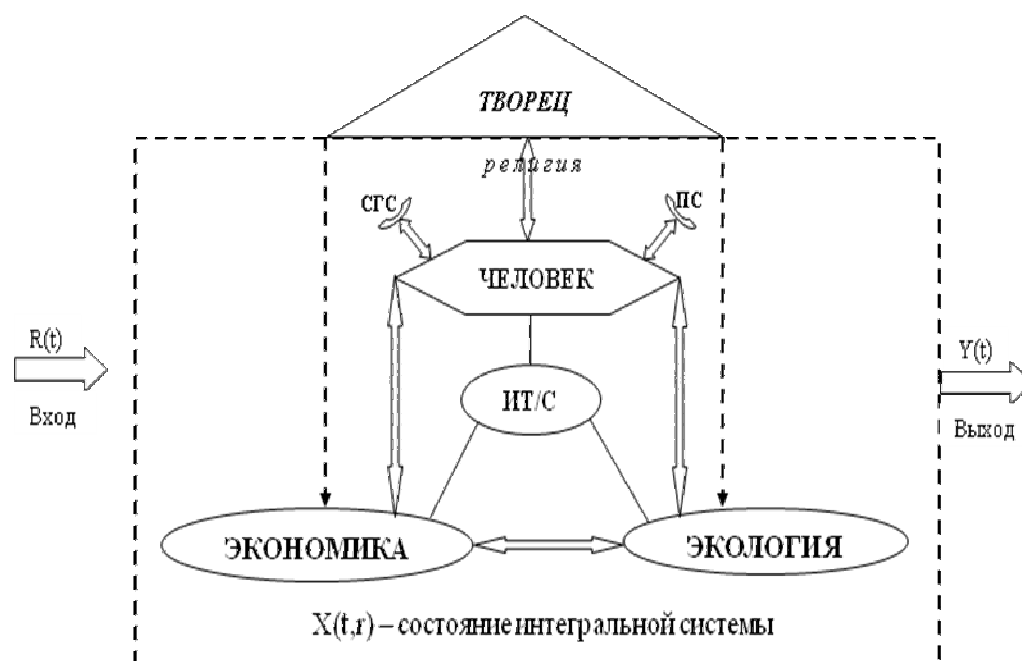 ТВОРЕЦ
религия
СГС
ПС
ЧЕЛОВЕК
R(t)
Вход
ИТ/С
Y(t)
Выход
ЭКОНОМИКА
ЭКОЛОГИЯ
X(t,r) – состояние интегральной системы